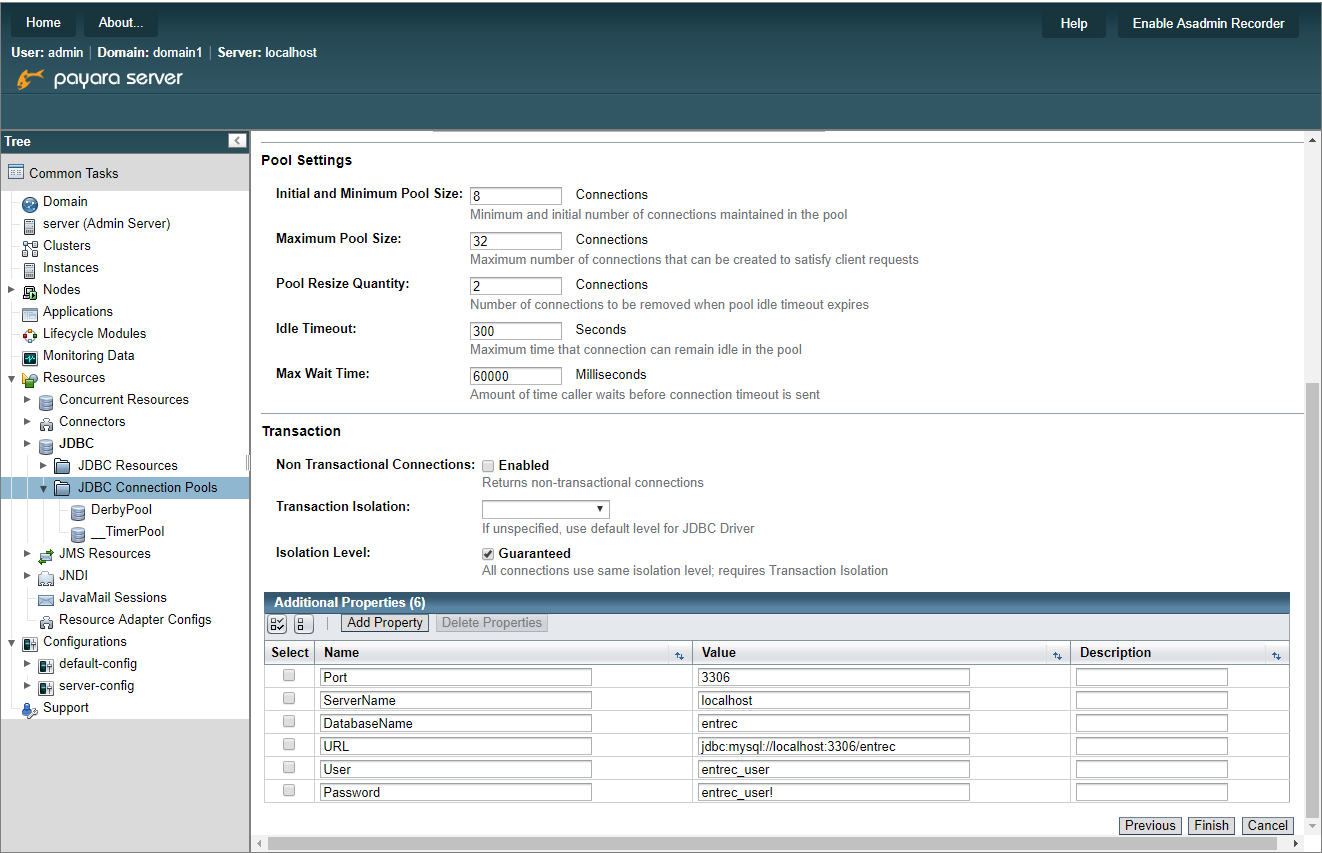 Home About... Help Enable Asadmin Recorder
User: admin Domain: domain1 Server: localhost
payara server
Tree
Common Tasks
Domain
server (Admin Server)
Clusters
Instances
Nodes
Applications
Lifecycle Modules
Monitoring Data
Resources
Concurrent Resources
Connectors
JDBC
JDBC Resources
JDBC Connection Pools
DerbyPool
__TimerPool
JMS Resources
JNDI
JavaMail Sessions
Resource Adapter Configs
Configurations
default-config
server-config
Support
Pool Settings
Initial and Minimum Pool Size: 8 Connections
Minimum and initial number of connections maintained in the pool
Maximum Pool Size: 32 Connections
Maximum number of connections that can be created to satisfy client requests
Pool Resize Quantity: 2 Connections
Number of connections to be removed when pool idle timeout expires
Idle Timeout: 300 Seconds
Maximum time that connection can remain idle in the pool
Max Wait Time: 60000 Milliseconds
Amount of time caller waits before connection timeout is sent
Transaction
Non Transactional Connections: Enabled
Returns non-transactional connections
Transaction Isolation:
If unspecified, use default level for JDBC Driver
Isolation Level: Guaranteed
All connections use same isolation level; requires Transaction Isolation
Additional Properties (6)
Add Property Delete Properties
Select Name Value Description
Port 3306
ServerName localhost
DatabaseName entrec
URL jdbc:mysql://localhost:3306/entrec
User entrec_user
Password entrec_user!
Previous Finish Cancel